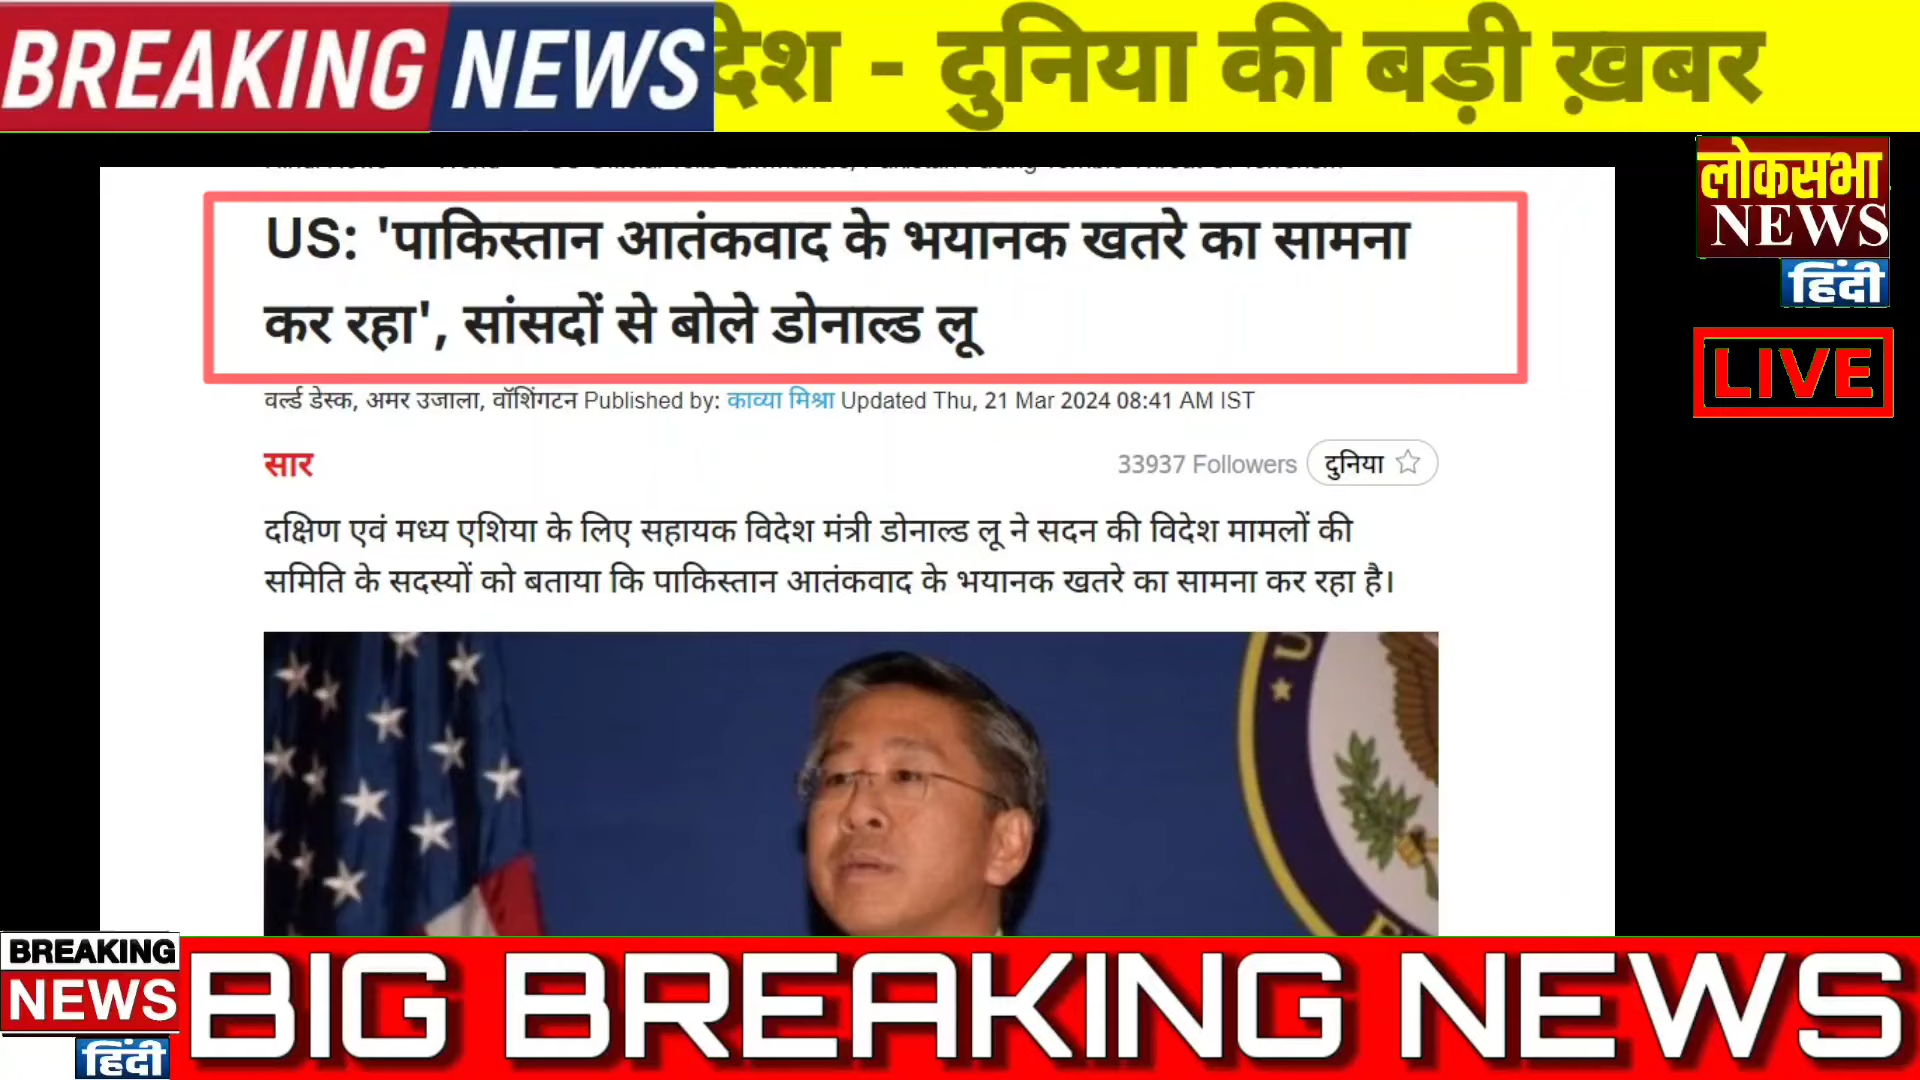 BREAKING NEWS देश - दुनिया की बड़ी ख़बर
लोकसभा
NEWS
हिंदी
LIVE
US: 'पाकिस्तान आतंकवाद के भयानक खतरे का सामना
कर रहा', सांसदों से बोले डोनाल्ड लू
वर्ल्ड डेस्क, अमर उजाला, वॉशिंगटन Published by: काव्या मिश्रा Updated Thu, 21 Mar 2024 08:41 AM IST
सार
33937 Followers दुनिया
दक्षिण एवं मध्य एशिया के लिए सहायक विदेश मंत्री डोनाल्ड लू ने सदन की विदेश मामलों की
समिति के सदस्यों को बताया कि पाकिस्तान आतंकवाद के भयानक खतरे का सामना कर रहा है।
BREAKING
NEWS
हिंदी
BIG BREAKING NEWS